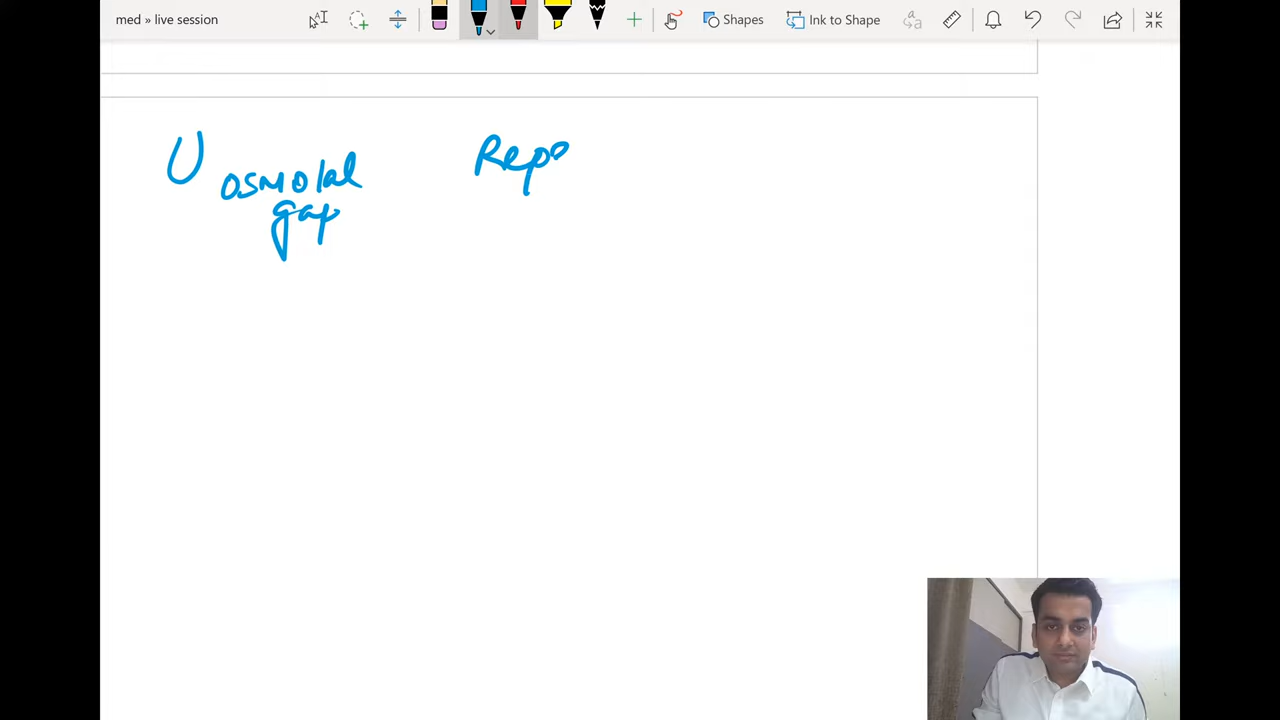 med » live session
Shapes
Ink to Shape
U osmolal
gap
Repo